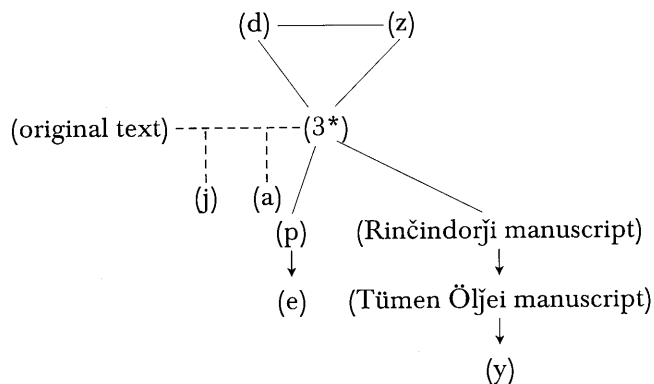 (d) (z)
(original text) (3*)
(j) (a)
(p) (Rinčindorǰi manuscript)
(e) (Tümen Ölǰei manuscript)
(y)